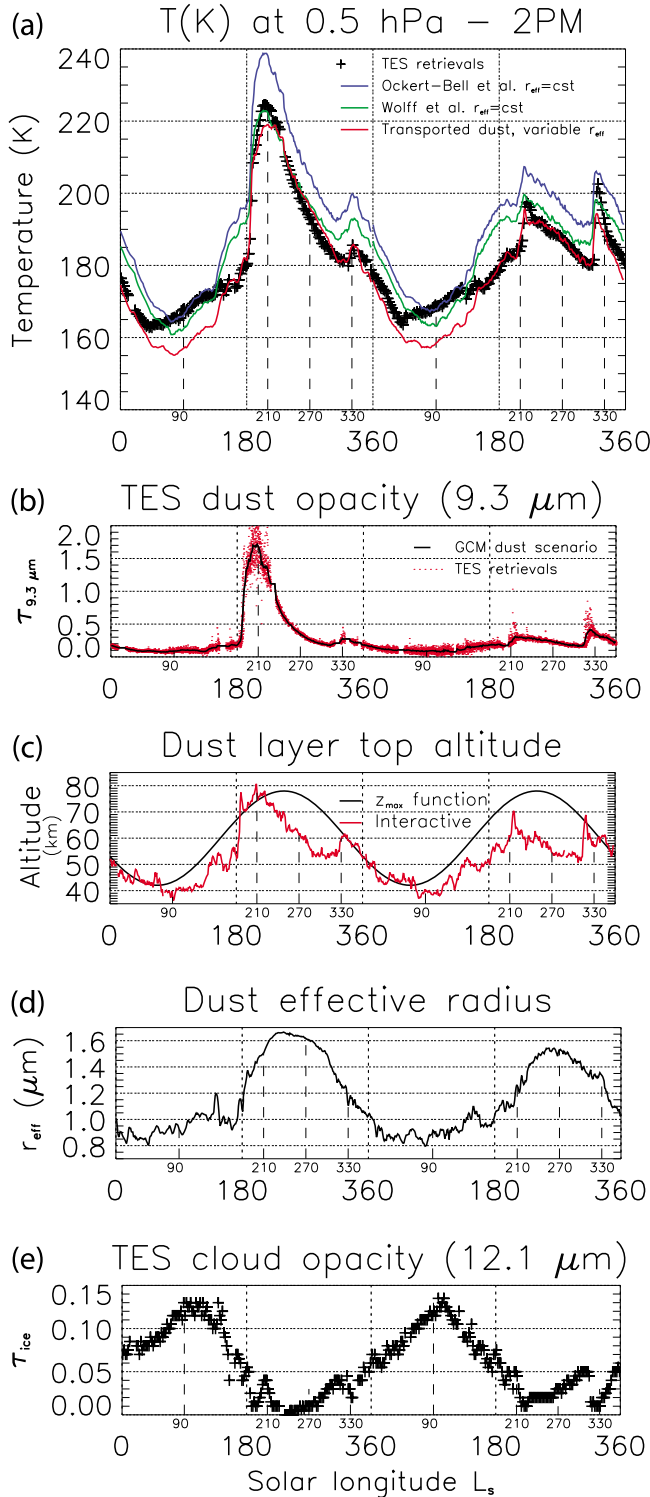 (a) T(K) at 0.5 hPa – 2PM
240
220
200
180
160
140
Temperature (K)
TES retrievals
Ockert-Bell et al. r_eff=cst
Wolff et al. r_eff=cst
Transported dust, variable r_eff
90 210 270 330 90 210 270 330
0 180 360 180 360
(b) TES dust opacity (9.3 μm)
2.0
1.5
1.0
0.5
0.0
τ_9.3 μm
GCM dust scenario
TES retrievals
90 210 270 330 90 210 270 330
0 180 360 180 360
(c) Dust layer top altitude
80
70
60
50
40
Altitude
(km)
z_max function
Interactive
90 210 270 330 90 210 270 330
0 180 360 180 360
(d) Dust effective radius
1.6
1.4
1.2
1.0
0.8
r_eff (μm)
90 210 270 330 90 210 270 330
0 180 360 180 360
(e) TES cloud opacity (12.1 μm)
0.15
0.10
0.05
0.00
τ_ice
90 210 270 330 90 210 270 330
0 180 360 180 360
Solar longitude L_s